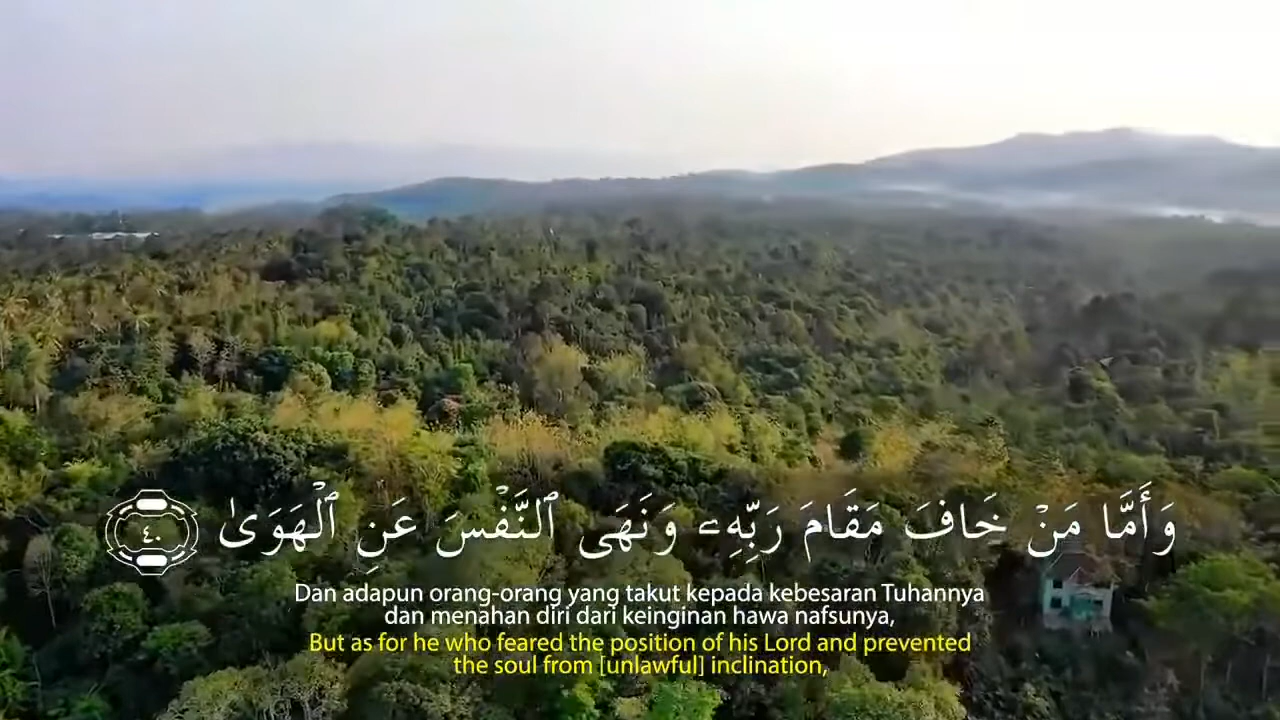 وَأَمَّا مَنْ خَافَ مَقَامَ رَبِّهِۦ وَنَهَى ٱلنَّفْسَ عَنِ ٱلْهَوَىٰ ٤٠
Dan adapun orang-orang yang takut kepada kebesaran Tuhannya
dan menahan diri dari keinginan hawa nafsunya,
But as for he who feared the position of his Lord and prevented
the soul from [unlawful] inclination,